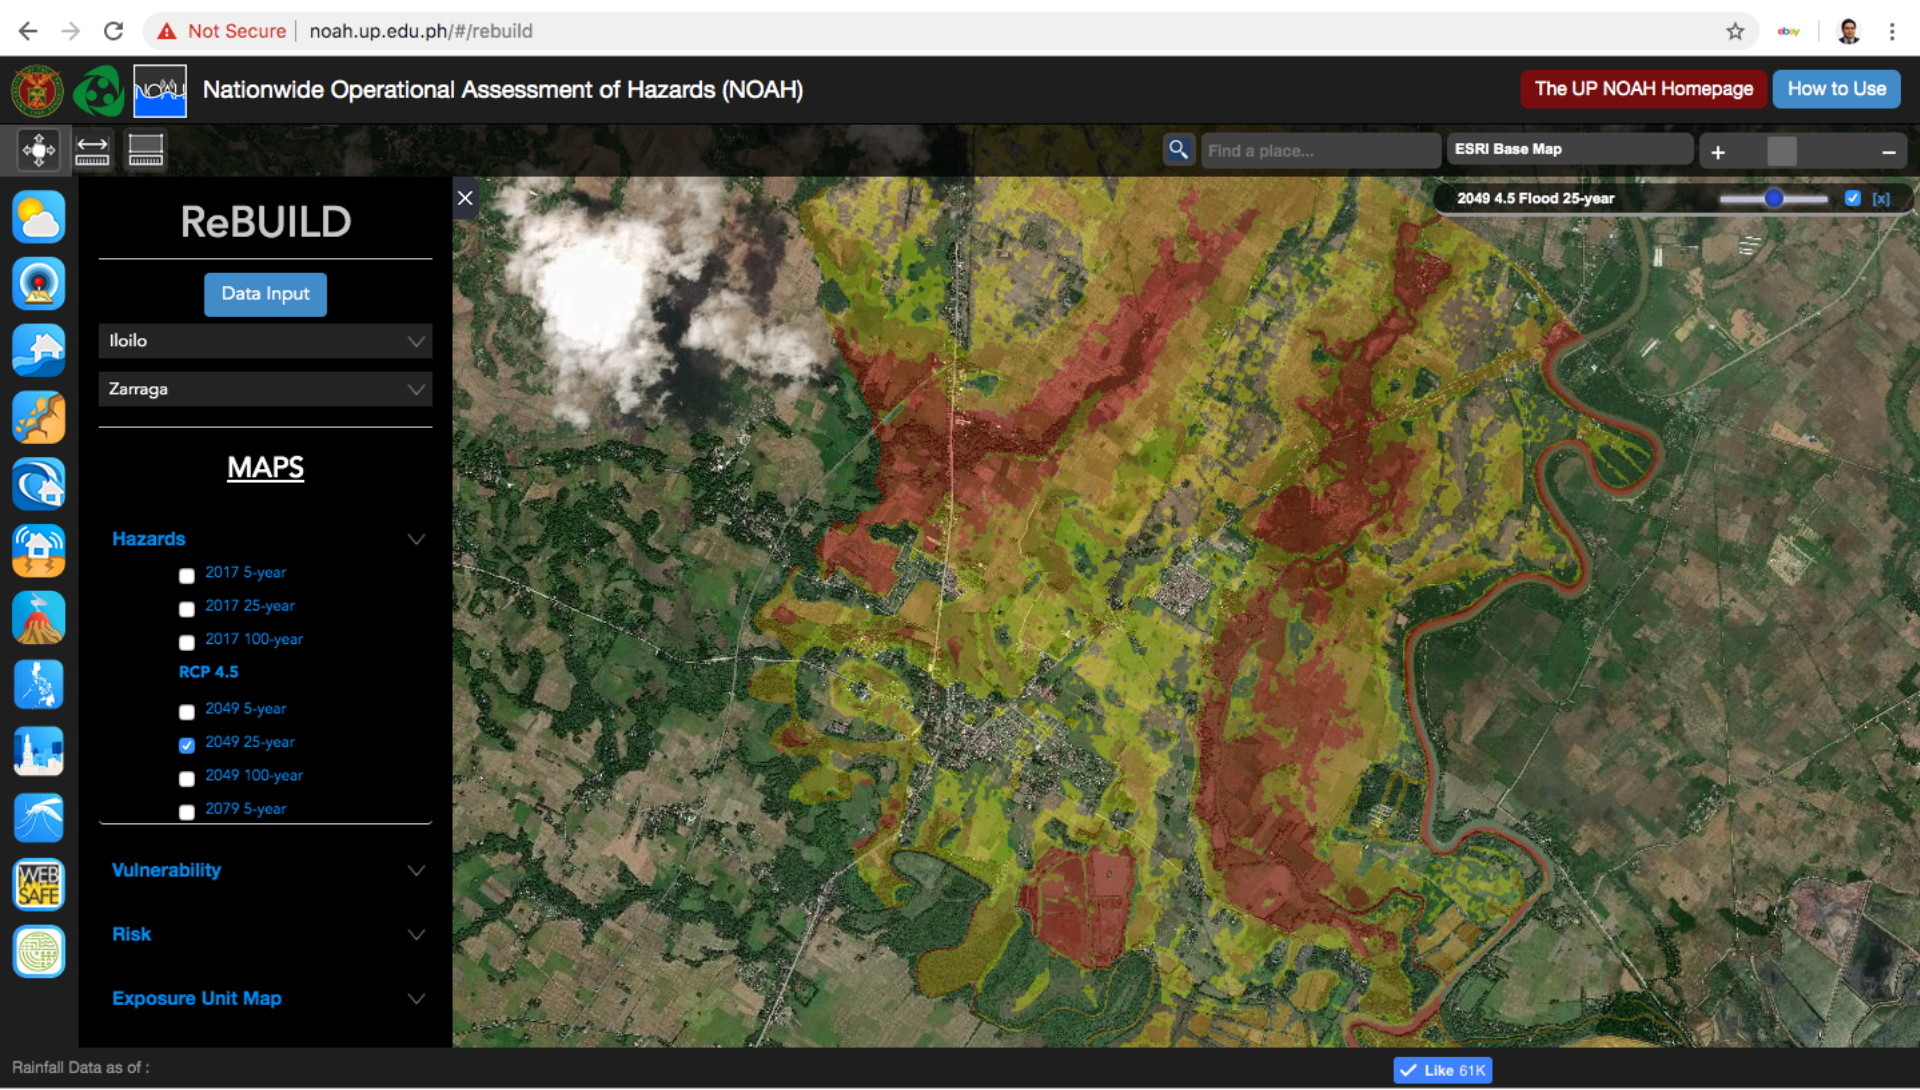 Not Secure noah.up.edu.ph/#/rebuild
ebay
NOAH Nationwide Operational Assessment of Hazards (NOAH)
The UP NOAH Homepage How to Use
Find a place... ESRI Base Map + −
2049 4.5 Flood 25-year [x]
ReBUILD
Data Input
Iloilo
Zarraga
MAPS
Hazards
2017 5-year
2017 25-year
2017 100-year
RCP 4.5
2049 5-year
2049 25-year
2049 100-year
2079 5-year
Vulnerability
WEB
SAFE
Risk
Exposure Unit Map
Rainfall Data as of :
Like 61K